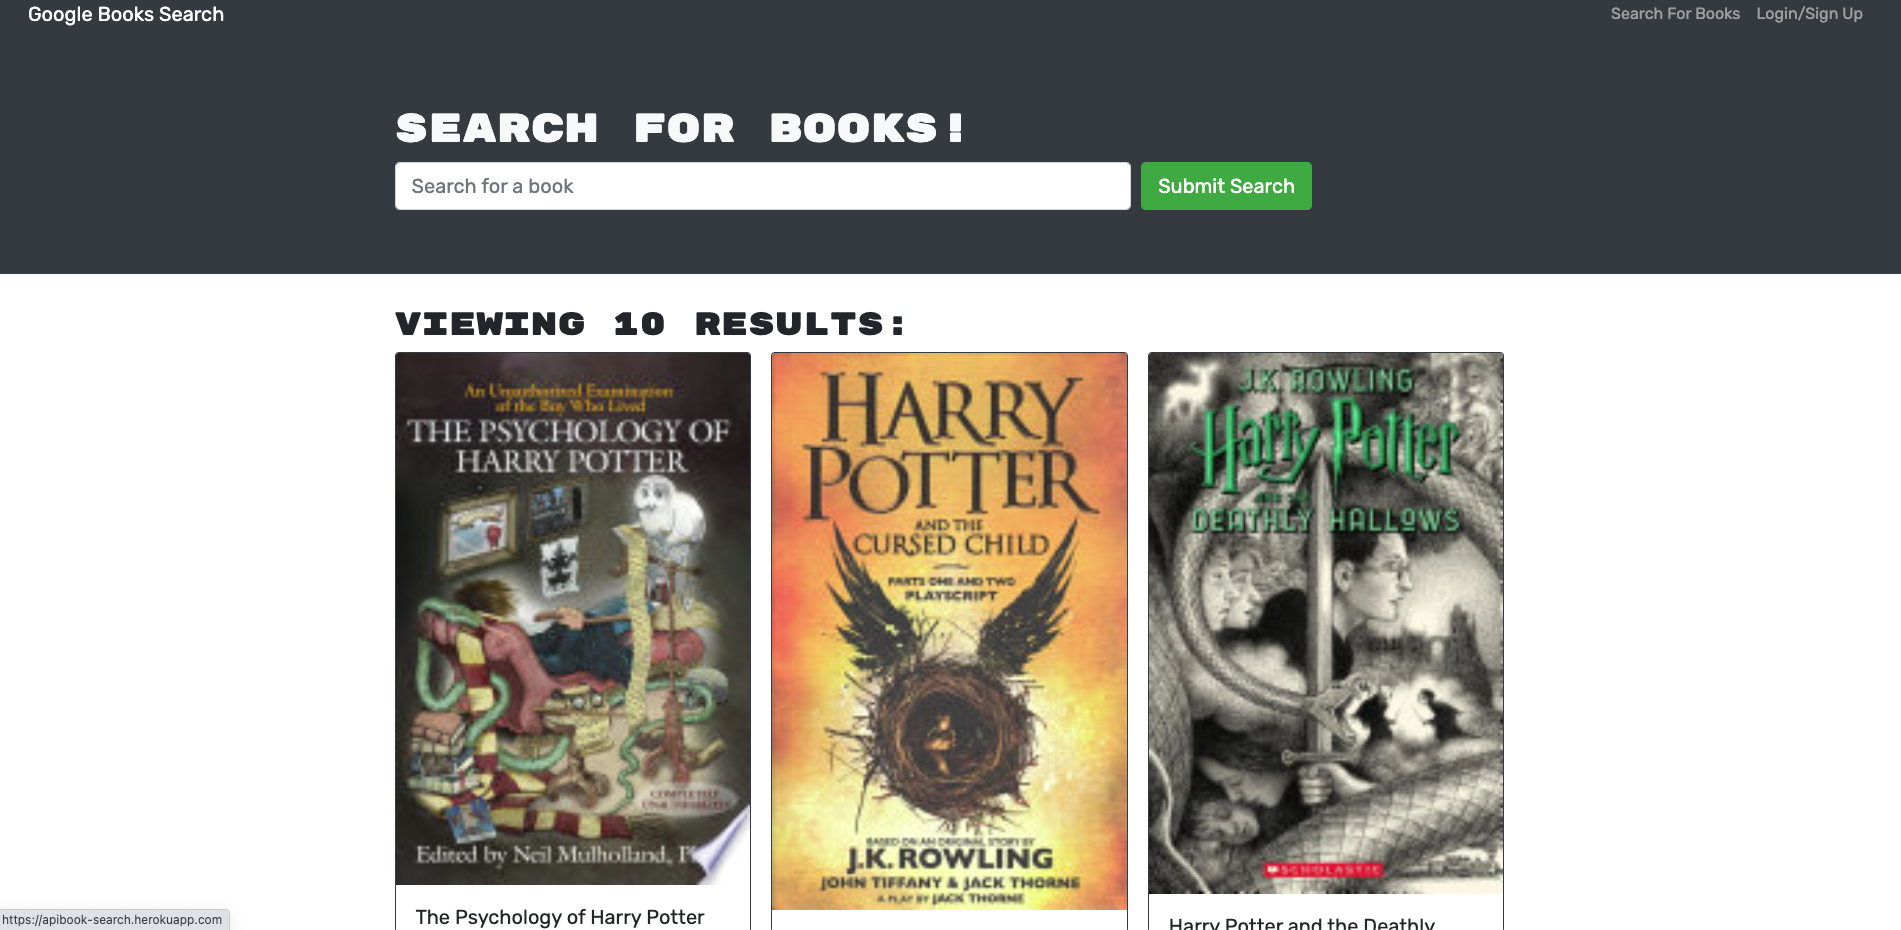 Google Books Search
Search For Books
Login/Sign Up
SEARCH FOR BOOKS!
Search for a book
Submit Search
VIEWING 10 RESULTS:
An Unauthorized Examination
of the Boy Who Lived
THE PSYCHOLOGY OF
HARRY POTTER
COMPLETELY
UNAUTHORIZED
Edited by Neil Mulholland,
The Psychology of Harry Potter
HARRY
POTTER
AND THE
CURSED CHILD
PARTS ONE AND TWO
PLAYSCRIPT
BASED ON AN ORIGINAL STORY BY
J.K. ROWLING
JOHN TIFFANY & JACK THORNE
A PLAY BY JACK THORNE
J.K. ROWLING
Harry Potter
AND THE
DEATHLY HALLOWS
SCHOLASTIC
Harry Potter and the Deathly
https://apibook-search.herokuapp.com